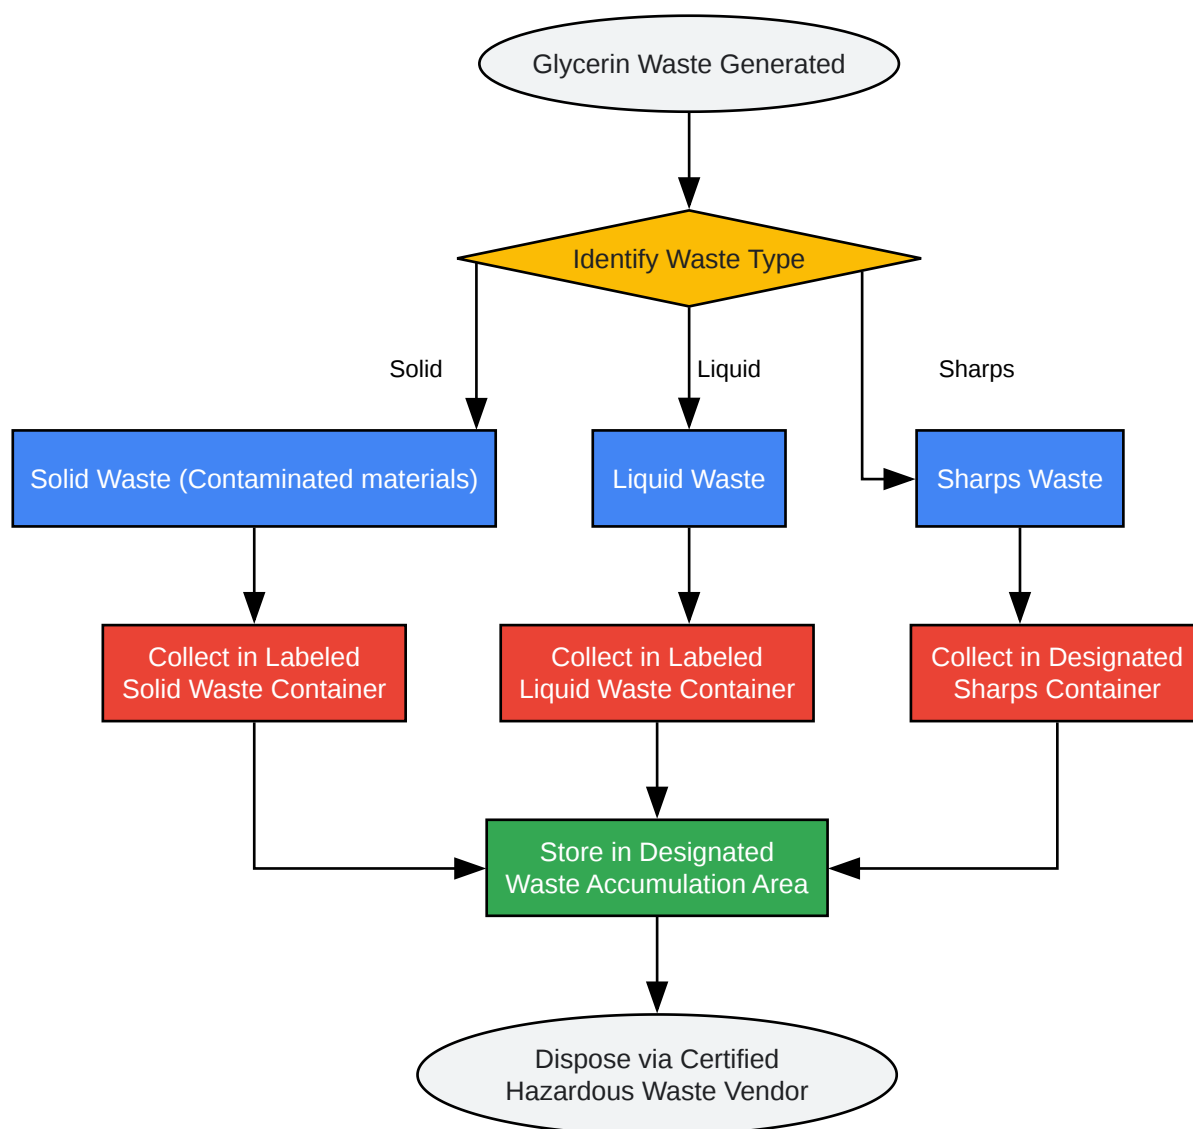 Glycerin Waste Generated
Identify Waste Type
Solid
Liquid
Sharps
Solid Waste (Contaminated materials)
Liquid Waste
Sharps Waste
Collect in Labeled
Solid Waste Container
Collect in Labeled
Liquid Waste Container
Collect in Designated
Sharps Container
Store in Designated
Waste Accumulation Area
Dispose via Certified
Hazardous Waste Vendor